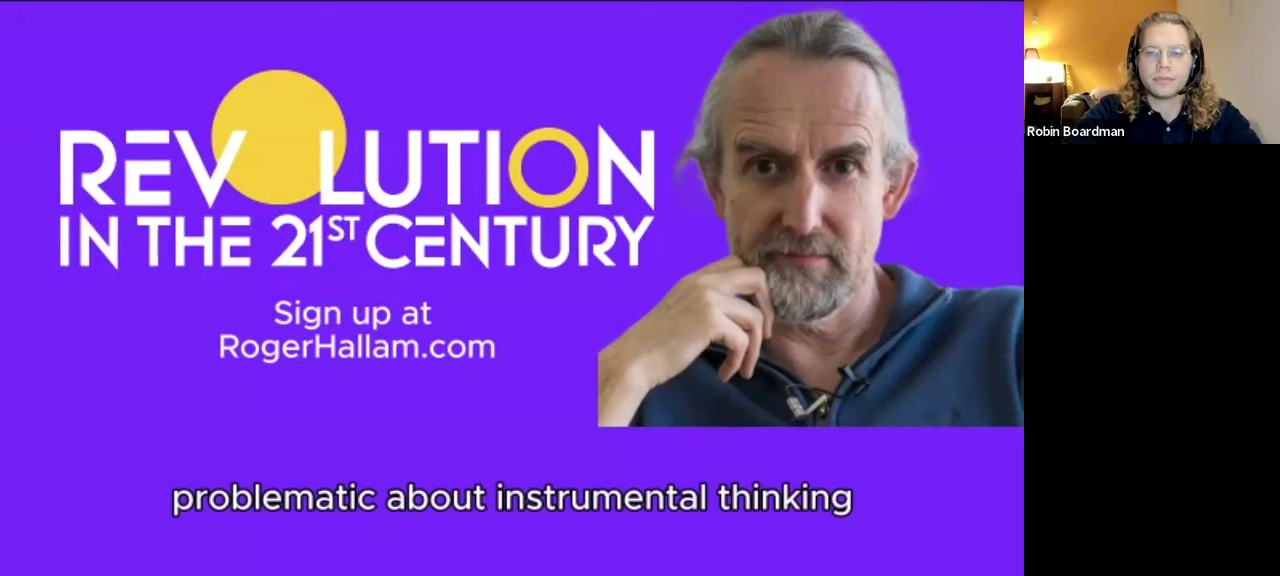 REVOLUTION
IN THE 21ST CENTURY
Sign up at
RogerHallam.com
problematic about instrumental thinking
Robin Boardman